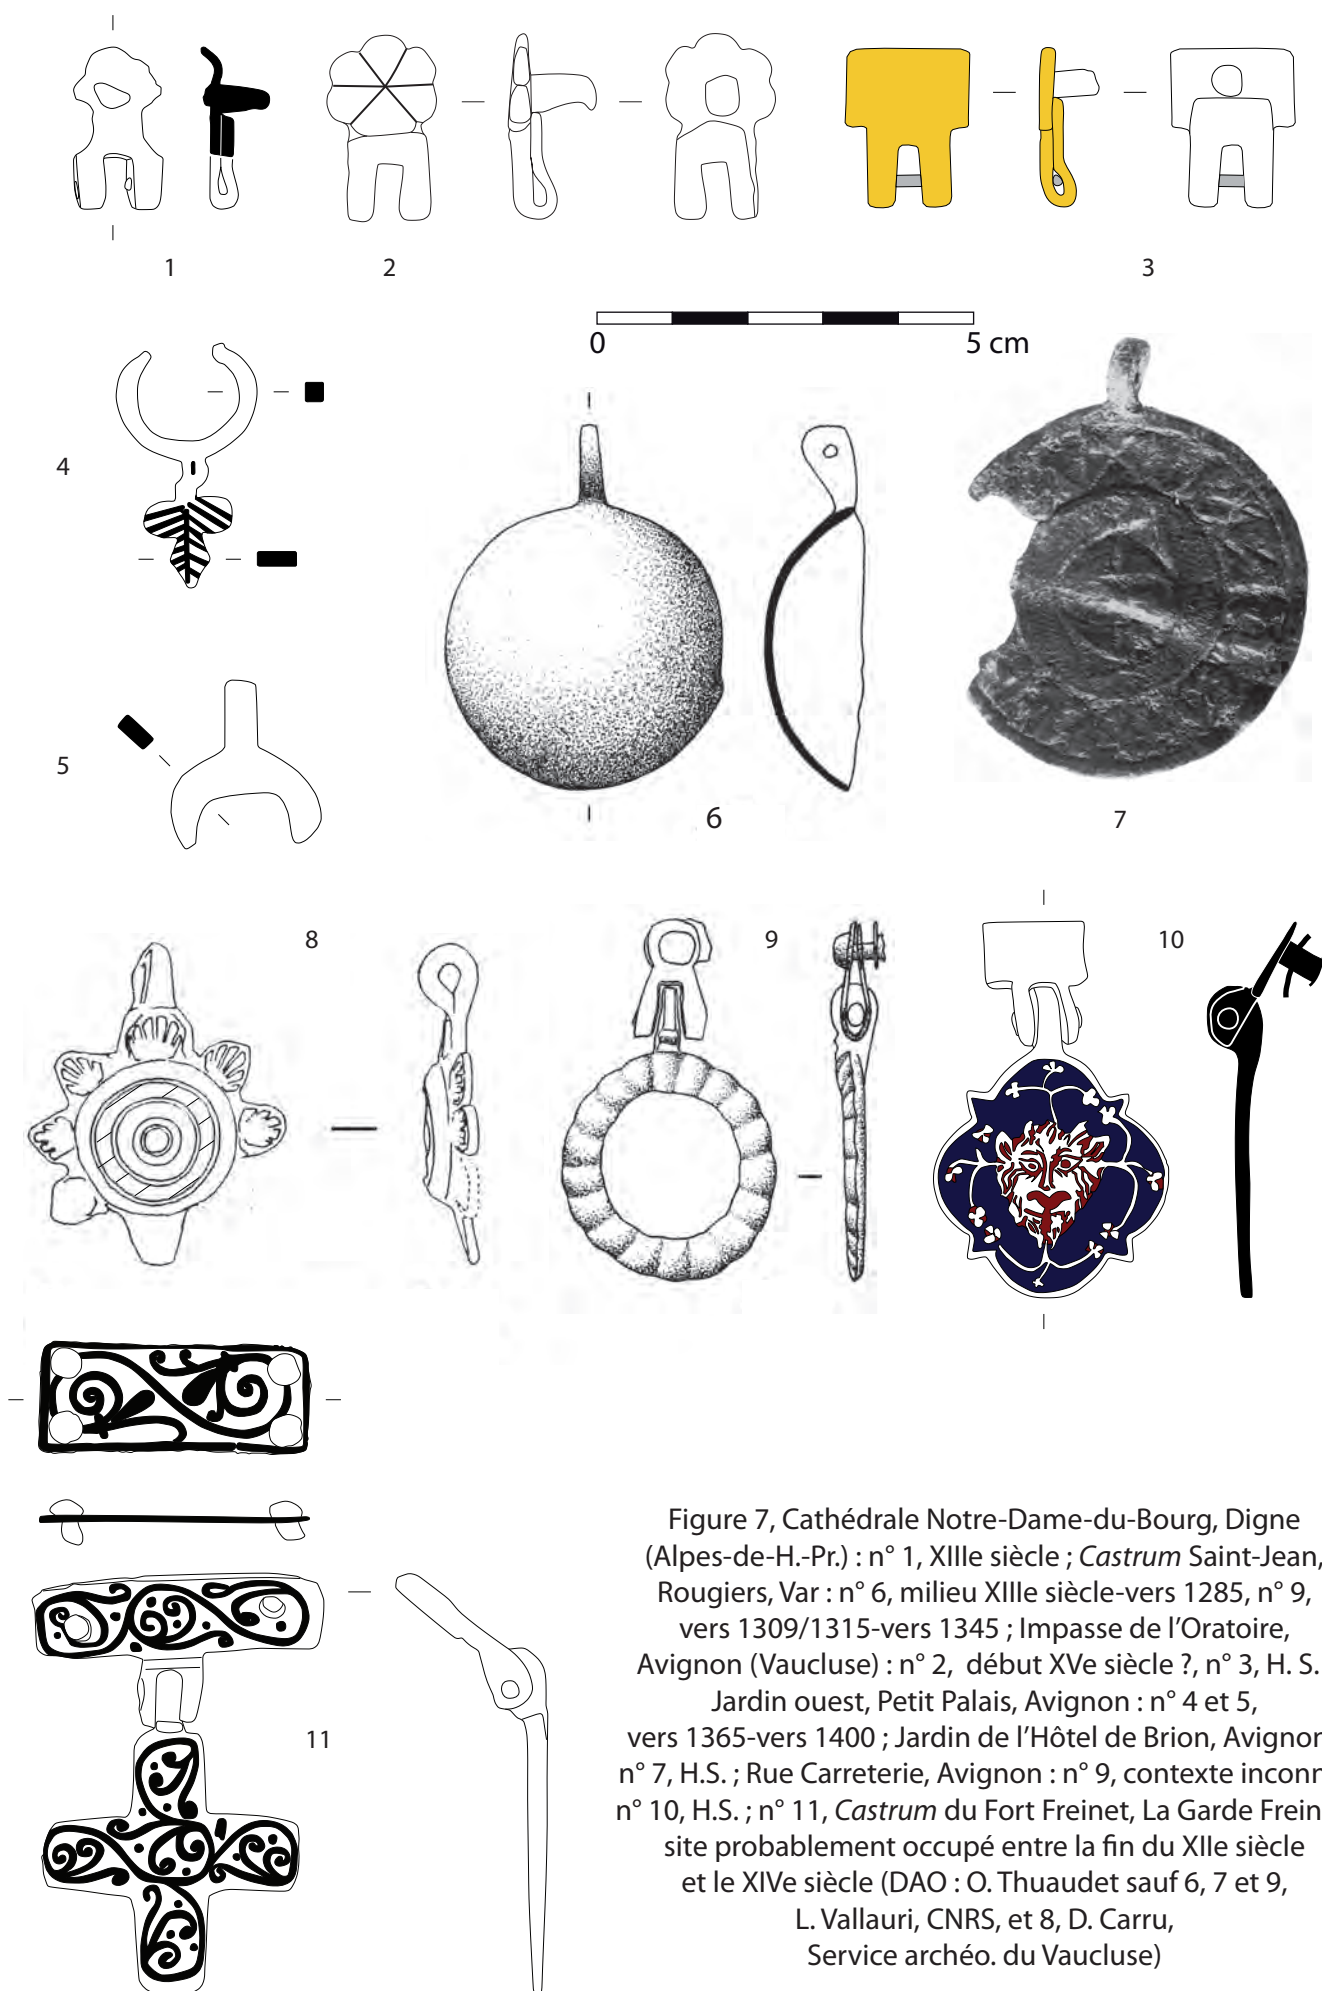 1
2
3
0
5 cm
4
5
6
7
8
9
10
11
Figure 7, Cathédrale Notre-Dame-du-Bourg, Digne
(Alpes-de-H.-Pr.) : n° 1, XIIIe siècle ; Castrum Saint-Jean,
Rougiers, Var : n° 6, milieu XIIIe siècle-vers 1285, n° 9,
vers 1309/1315-vers 1345 ; Impasse de l'Oratoire,
Avignon (Vaucluse) : n° 2, début XVe siècle ?, n° 3, H. S.
Jardin ouest, Petit Palais, Avignon : n° 4 et 5,
vers 1365-vers 1400 ; Jardin de l'Hôtel de Brion, Avignon
n° 7, H.S. ; Rue Carreterie, Avignon : n° 9, contexte
n° 10, H.S. ; n° 11, Castrum du Fort Freinet, La Garde
site probablement occupé entre la fin du XIIe siècle
et le XIVe siècle (DAO : O. Thuaudet sauf 6, 7 et 9,
L. Vallauri, CNRS, et 8, D. Carru,
Service archéo. du Vaucluse)